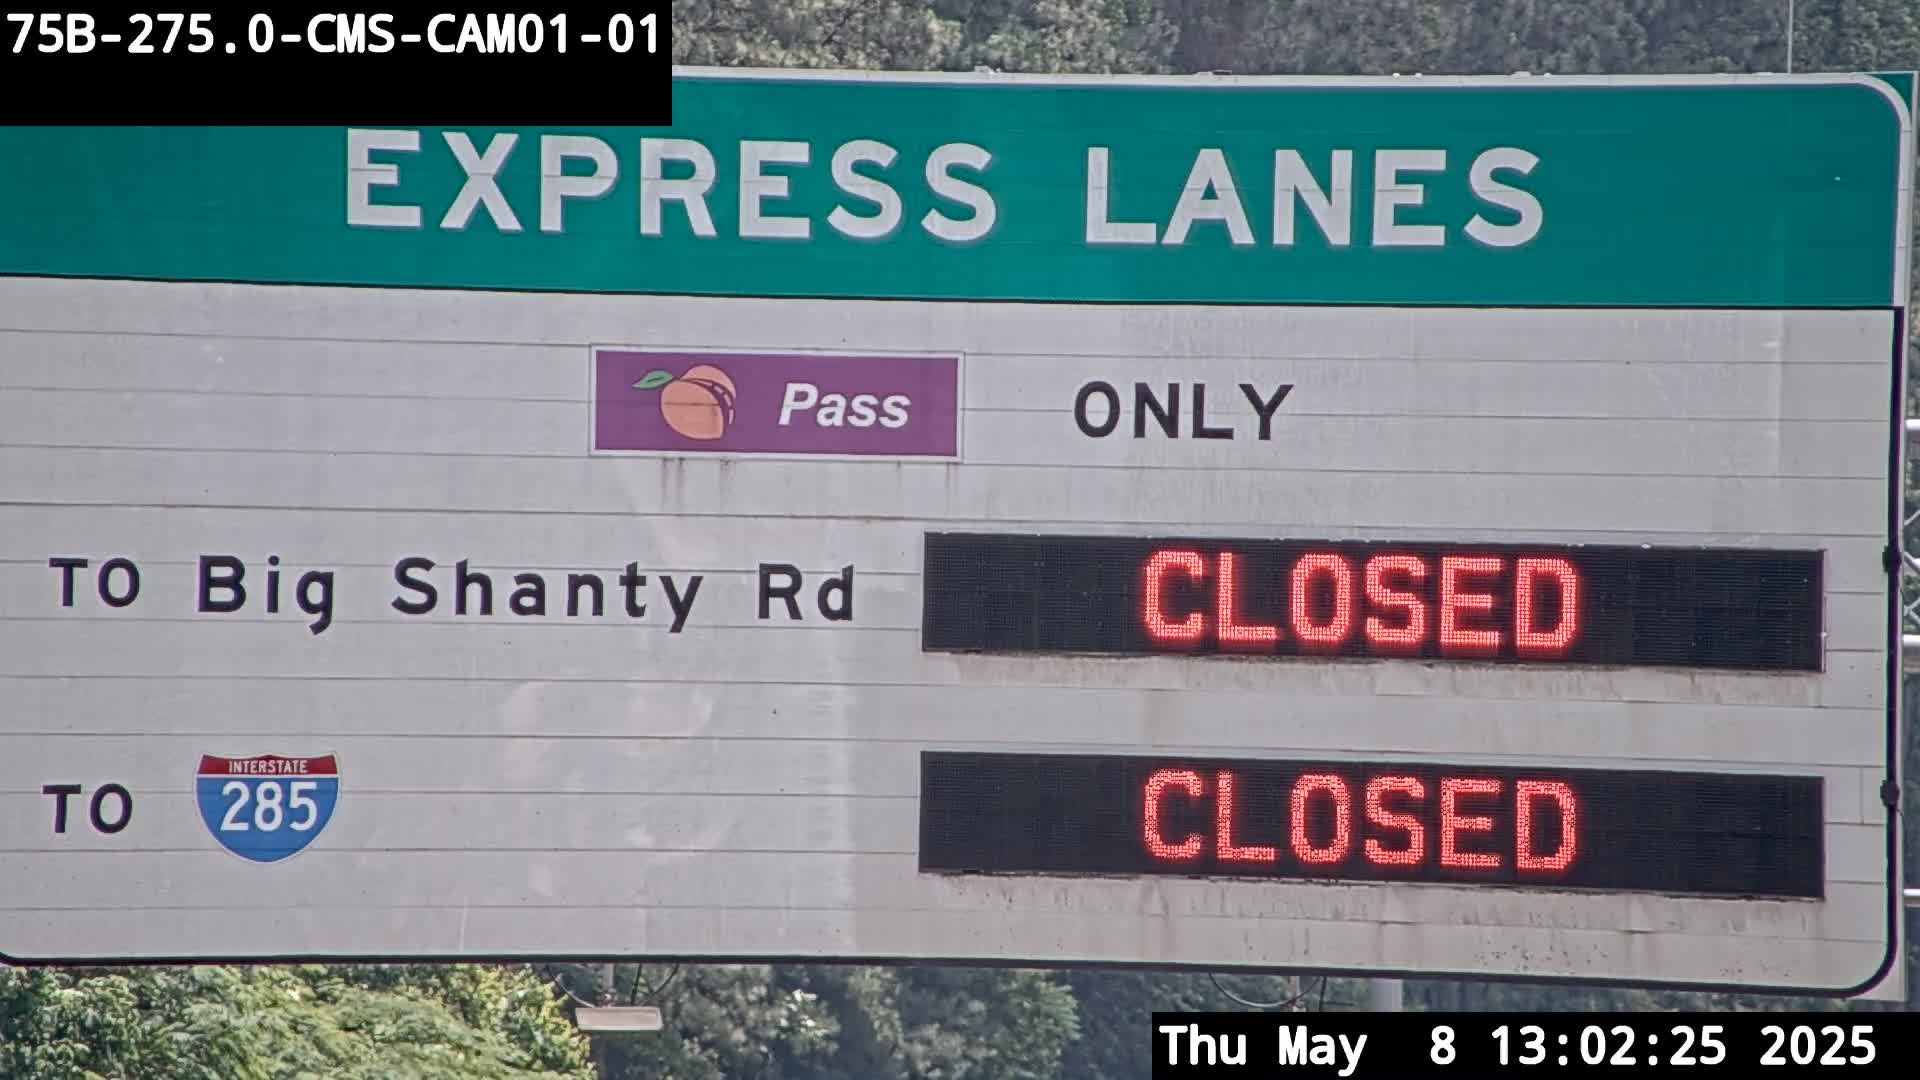 75B-275.0-CMS-CAM01-01
EXPRESS LANES
Pass ONLY
TO Big Shanty Rd CLOSED
TO INTERSTATE 285 CLOSED
Thu May 8 13:02:25 2025